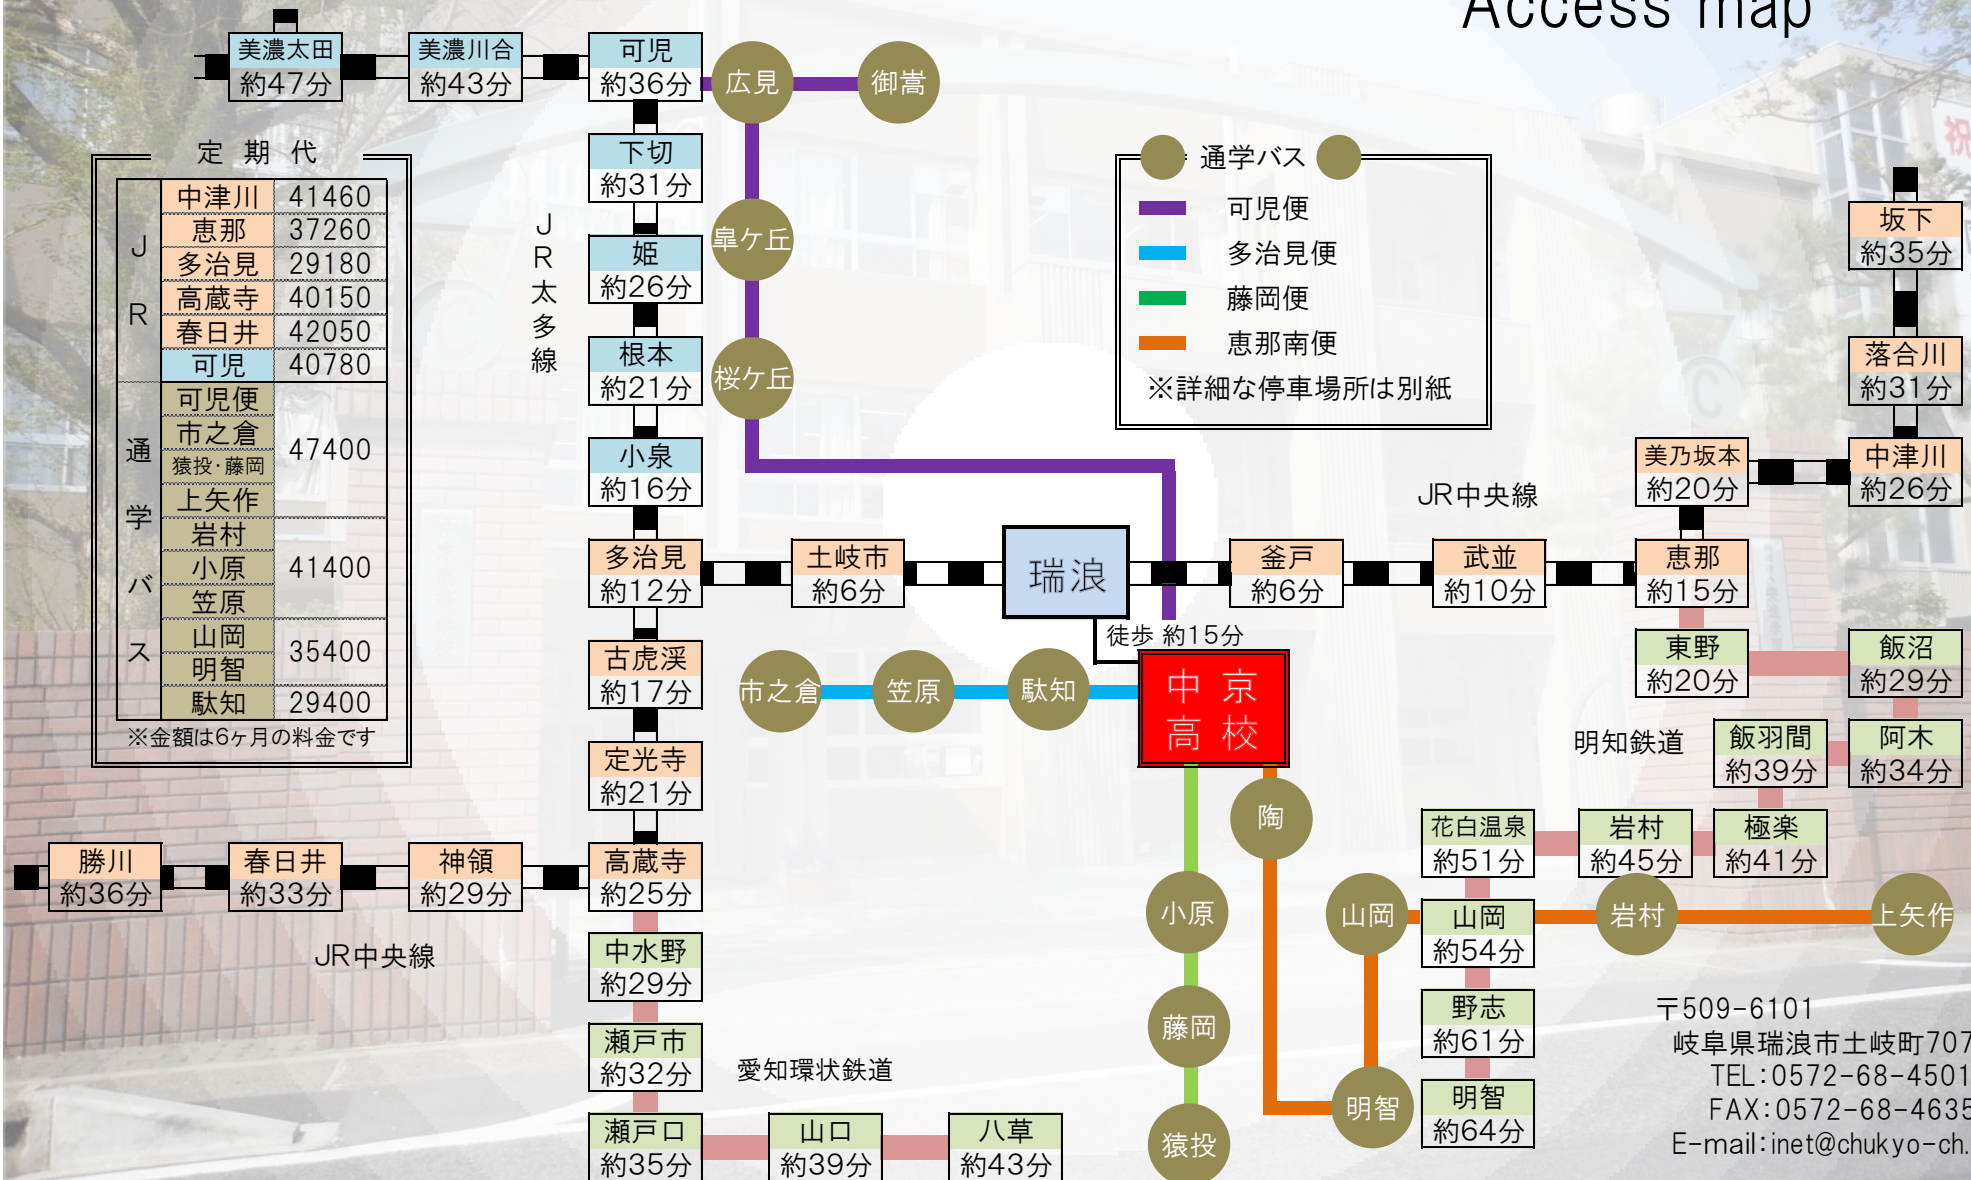 Access map
美濃太田
約47分
美濃川合
約43分
可児
約36分
広見
御嵩
下切
約31分
姫
約26分
根本
約21分
小泉
約16分
JR太多線
皐ケ丘
桜ケ丘
定期代
JR
中津川 41460
恵那 37260
多治見 29180
高蔵寺 40150
春日井 42050
可児 40780
通学バス
可児便
市之倉
猿投・藤岡
上矢作
47400
岩村
小原
笠原
41400
山岡
明智
35400
駄知 29400
※金額は6ヶ月の料金です
通学バス
可児便
多治見便
藤岡便
恵那南便
※詳細な停車場所は別紙
坂下
約35分
落合川
約31分
中津川
約26分
美乃坂本
約20分
JR中央線
多治見
約12分
土岐市
約6分
瑞浪
釜戸
約6分
武並
約10分
恵那
約15分
徒歩 約15分
中京
高校
古虎渓
約17分
定光寺
約21分
高蔵寺
約25分
神領
約29分
春日井
約33分
勝川
約36分
JR中央線
市之倉
笠原
駄知
東野
約20分
飯沼
約29分
阿木
約34分
飯羽間
約39分
明知鉄道
極楽
約41分
岩村
約45分
花白温泉
約51分
山岡
約54分
野志
約61分
明智
約64分
陶
山岡
岩村
上矢作
明智
小原
藤岡
猿投
中水野
約29分
瀬戸市
約32分
瀬戸口
約35分
山口
約39分
八草
約43分
愛知環状鉄道
〒509-6101
岐阜県瑞浪市土岐町707
TEL:0572-68-4501
FAX:0572-68-4635
E-mail:inet@chukyo-ch.